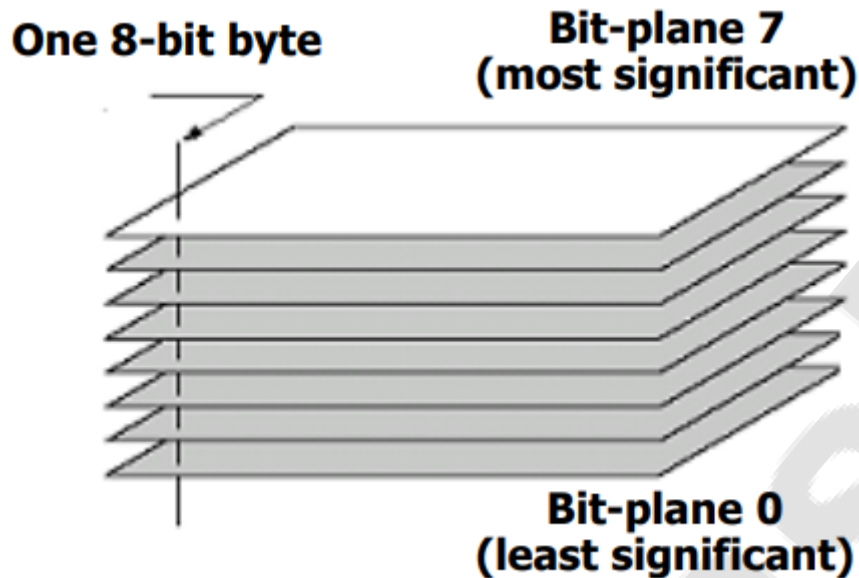 One 8-bit byte
Bit-plane 7
(most significant)
Bit-plane 0
(least significant)